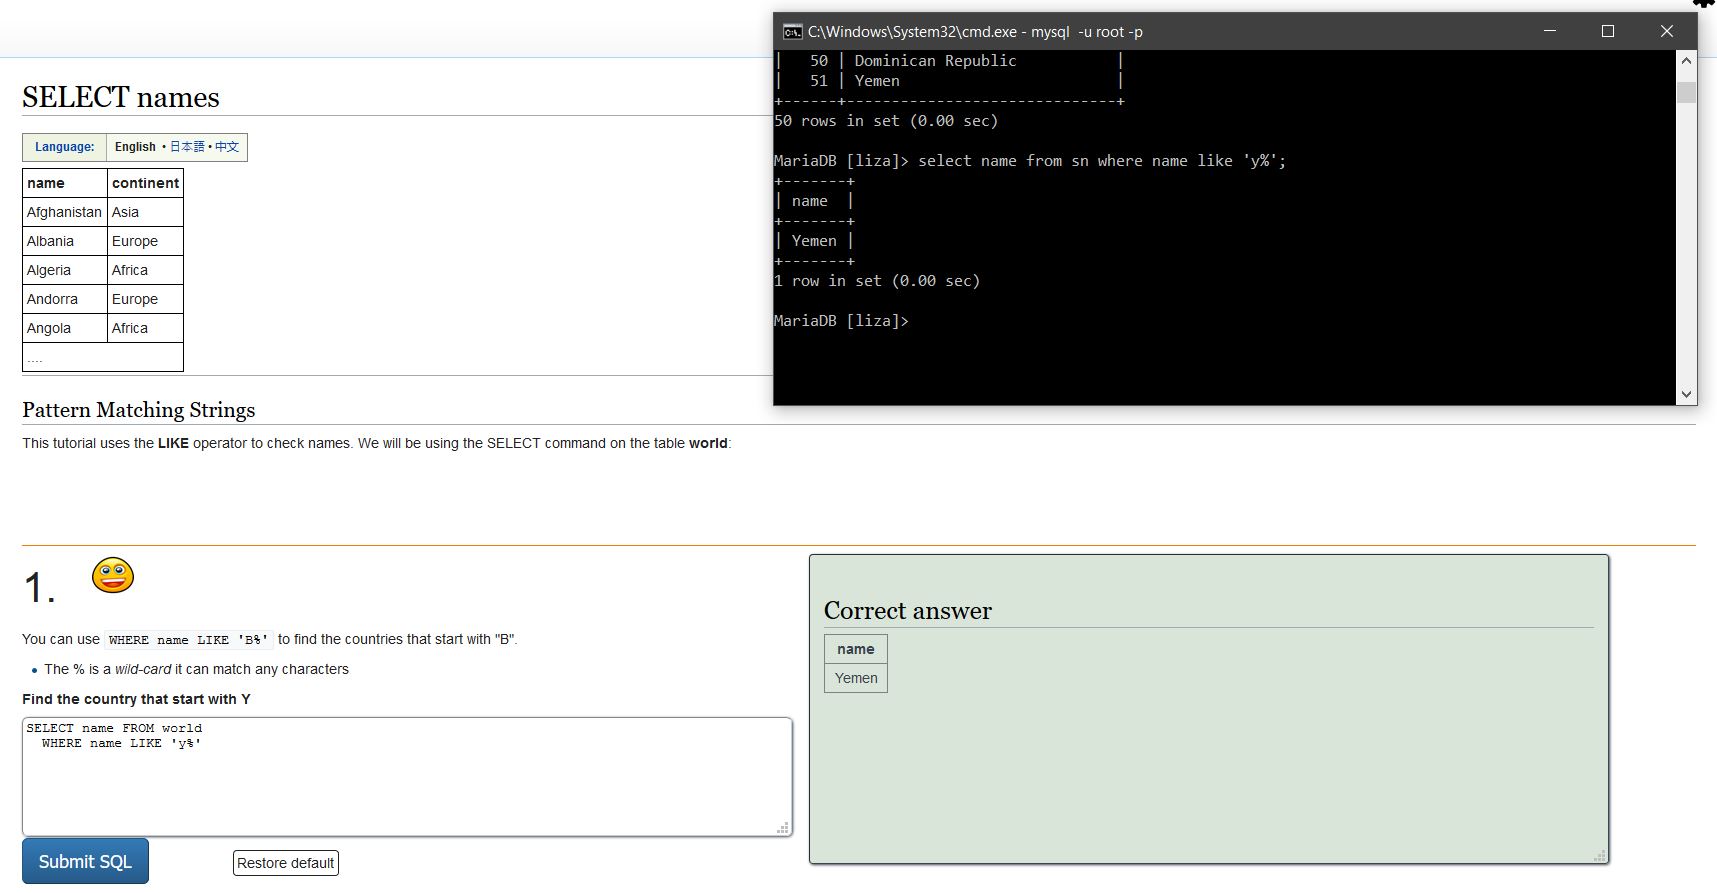 SELECT names
Language: English • 日本語 • 中文
name continent
Afghanistan Asia
Albania Europe
Algeria Africa
Andorra Europe
Angola Africa
....
C:\Windows\System32\cmd.exe - mysql  -u root -p
|   50 | Dominican Republic           |
|   51 | Yemen                        |
+------+------------------------------+
50 rows in set (0.00 sec)
MariaDB [liza]> select name from sn where name like 'y%';
+-------+
| name  |
+-------+
| Yemen |
+-------+
1 row in set (0.00 sec)
MariaDB [liza]>
Pattern Matching Strings
This tutorial uses the LIKE operator to check names. We will be using the SELECT command on the table world:
1.
You can use WHERE name LIKE 'B%' to find the countries that start with "B".
• The % is a wild-card it can match any characters
Find the country that start with Y
SELECT name FROM world
WHERE name LIKE 'y%'
Submit SQL
Restore default
Correct answer
name
Yemen